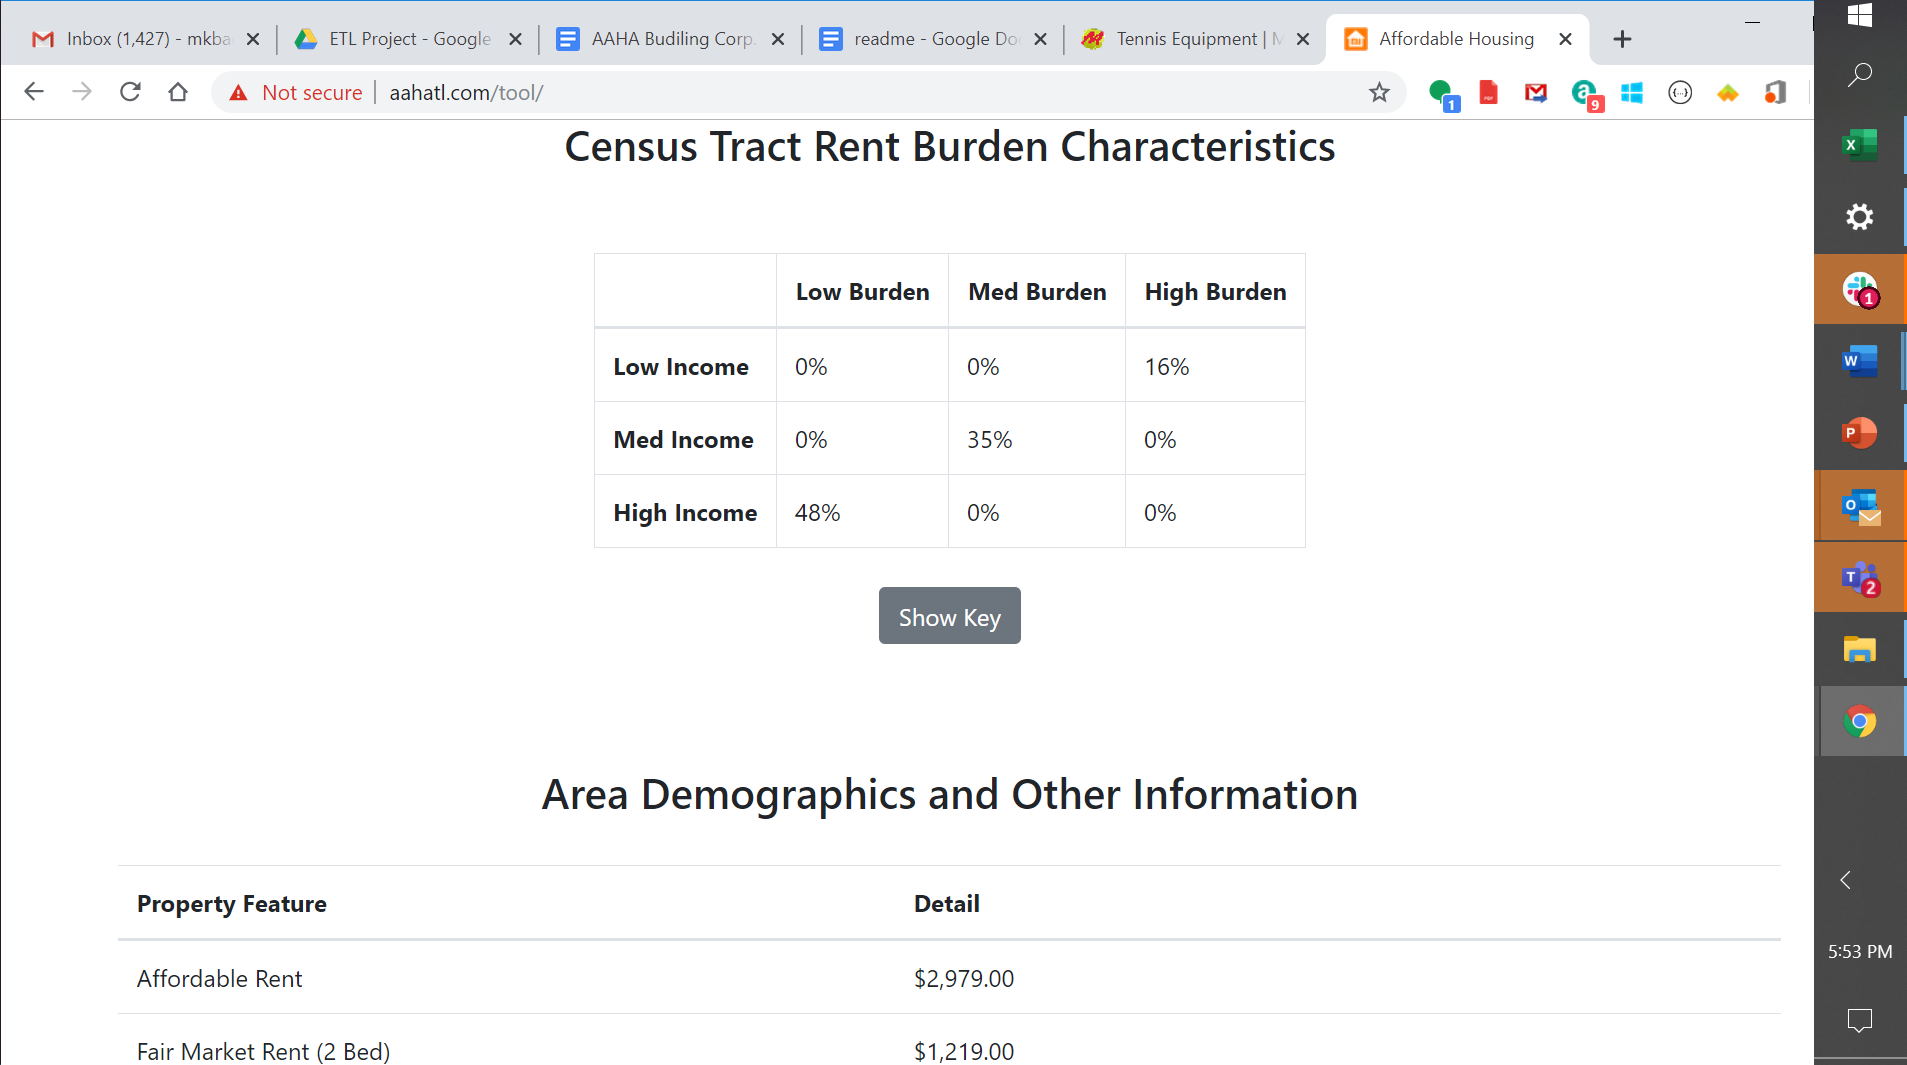 Inbox (1,427) - mkba
ETL Project - Google
AAHA Budiling Corp.
readme - Google Do
Tennis Equipment | M
Affordable Housing
Not secure aahatl.com/tool/
1
9
Census Tract Rent Burden Characteristics
Low Burden Med Burden High Burden
Low Income 0% 0% 16%
Med Income 0% 35% 0%
High Income 48% 0% 0%
Show Key
Area Demographics and Other Information
Property Feature Detail
Affordable Rent $2,979.00
Fair Market Rent (2 Bed) $1,219.00
X
1
W
P
O
T
2
5:53 PM